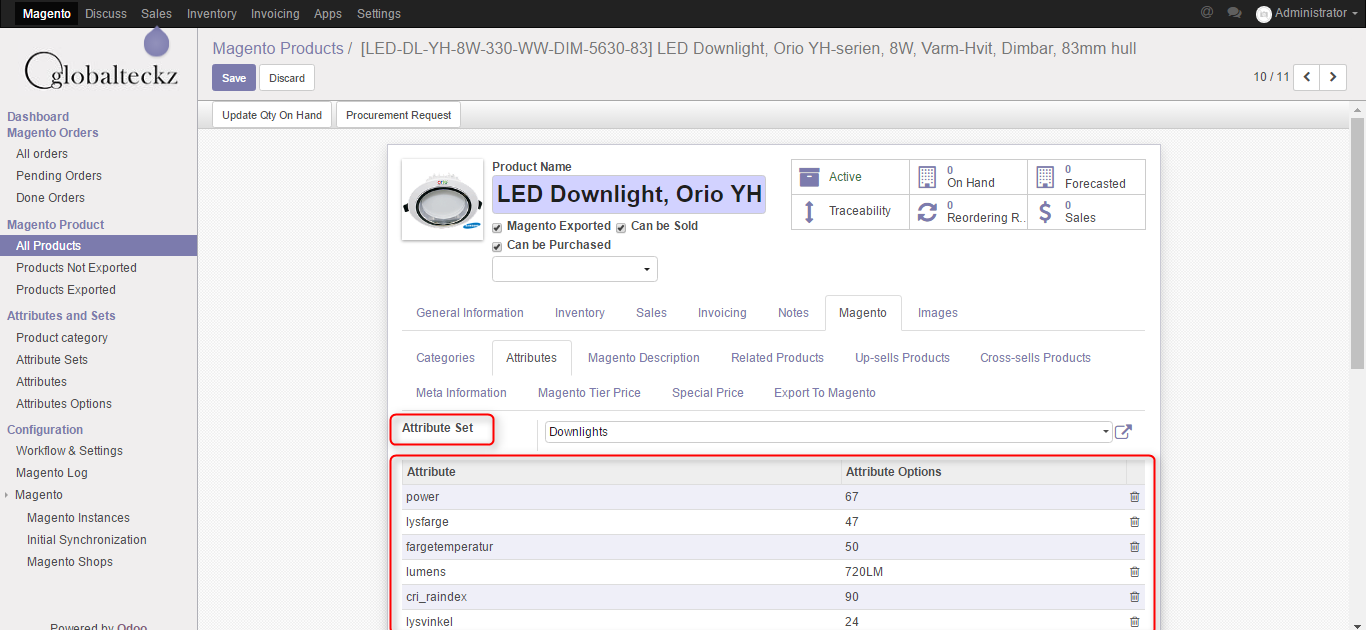 Magento Discuss Sales Inventory Invoicing Apps Settings @ Administrator
globalteckz
Magento Products / [LED-DL-YH-8W-330-WW-DIM-5630-83] LED Downlight, Orio YH-serien, 8W, Varm-Hvit, Dimbar, 83mm hull
Save Discard
10 / 11
Update Qty On Hand Procurement Request
Dashboard
Magento Orders
All orders
Pending Orders
Done Orders
Magento Product
All Products
Products Not Exported
Products Exported
Attributes and Sets
Product category
Attribute Sets
Attributes
Attributes Options
Configuration
Workflow & Settings
Magento Log
Magento
Magento Instances
Initial Synchronization
Magento Shops
Powered by Odoo
Product Name
LED Downlight, Orio YH
Magento Exported Can be Sold
Can be Purchased
Active
0
On Hand
0
Forecasted
Traceability
0
Reordering R..
0
Sales
General Information Inventory Sales Invoicing Notes Magento Images
Categories Attributes Magento Description Related Products Up-sells Products Cross-sells Products
Meta Information Magento Tier Price Special Price Export To Magento
Attribute Set Downlights
Attribute Attribute Options
power 67
lysfarge 47
fargetemperatur 50
lumens 720LM
cri_raindex 90
lysvinkel 24